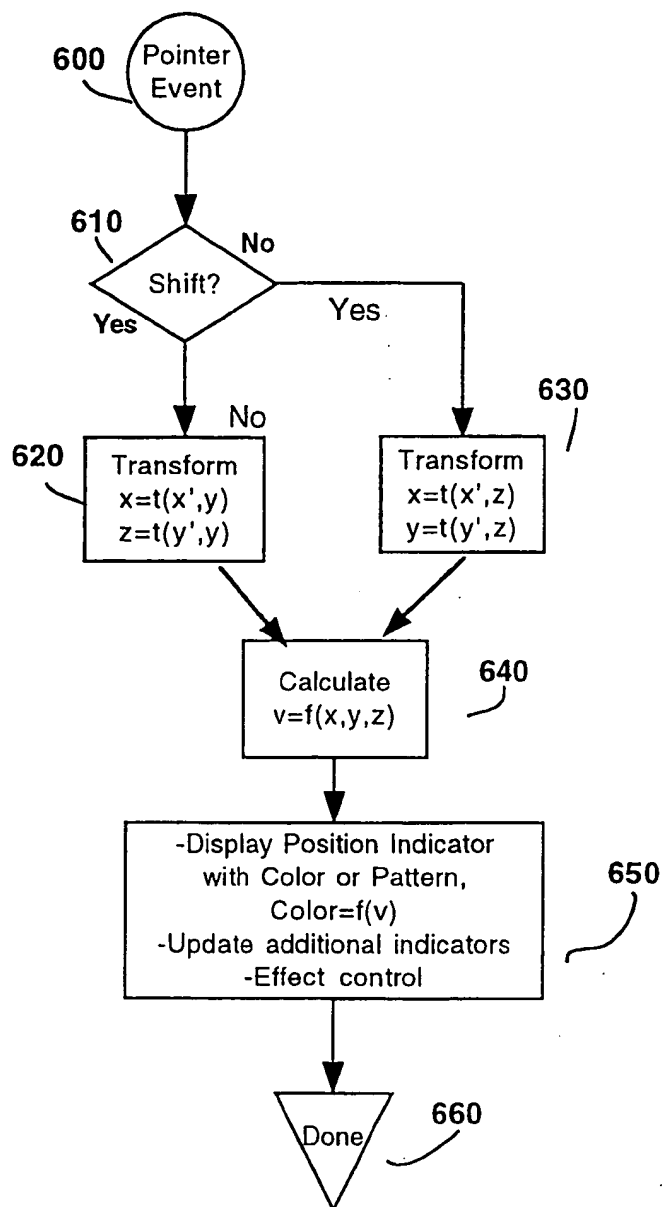 600
Pointer
Event
610
No
Shift?
Yes
Yes
No
620
Transform
x=t(x',y)
z=t(y',y)
630
Transform
x=t(x',z)
y=t(y',z)
640
Calculate
v=f(x,y,z)
650
-Display Position Indicator
with Color or Pattern,
Color=f(v)
-Update additional indicators
-Effect control
660
Done